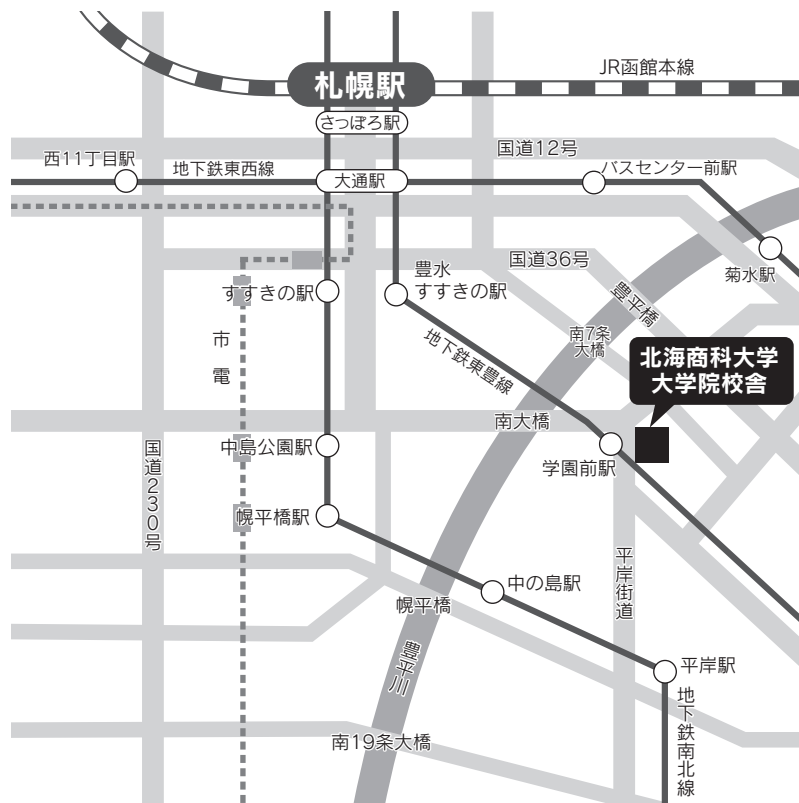 JR函館本線
札幌駅
さっぽろ駅
国道12号
西11丁目駅
地下鉄東西線
大通駅
バスセンター前駅
国道36号
菊水駅
豊水
すすきの駅
すすきの駅
豊平橋
南7条
大橋
市電
地下鉄東豊線
北海商科大学
大学院校舎
南大橋
中島公園駅
学園前駅
国道230号
幌平橋駅
平岸街道
中の島駅
幌平橋
豊平川
平岸駅
地下鉄南北線
南19条大橋